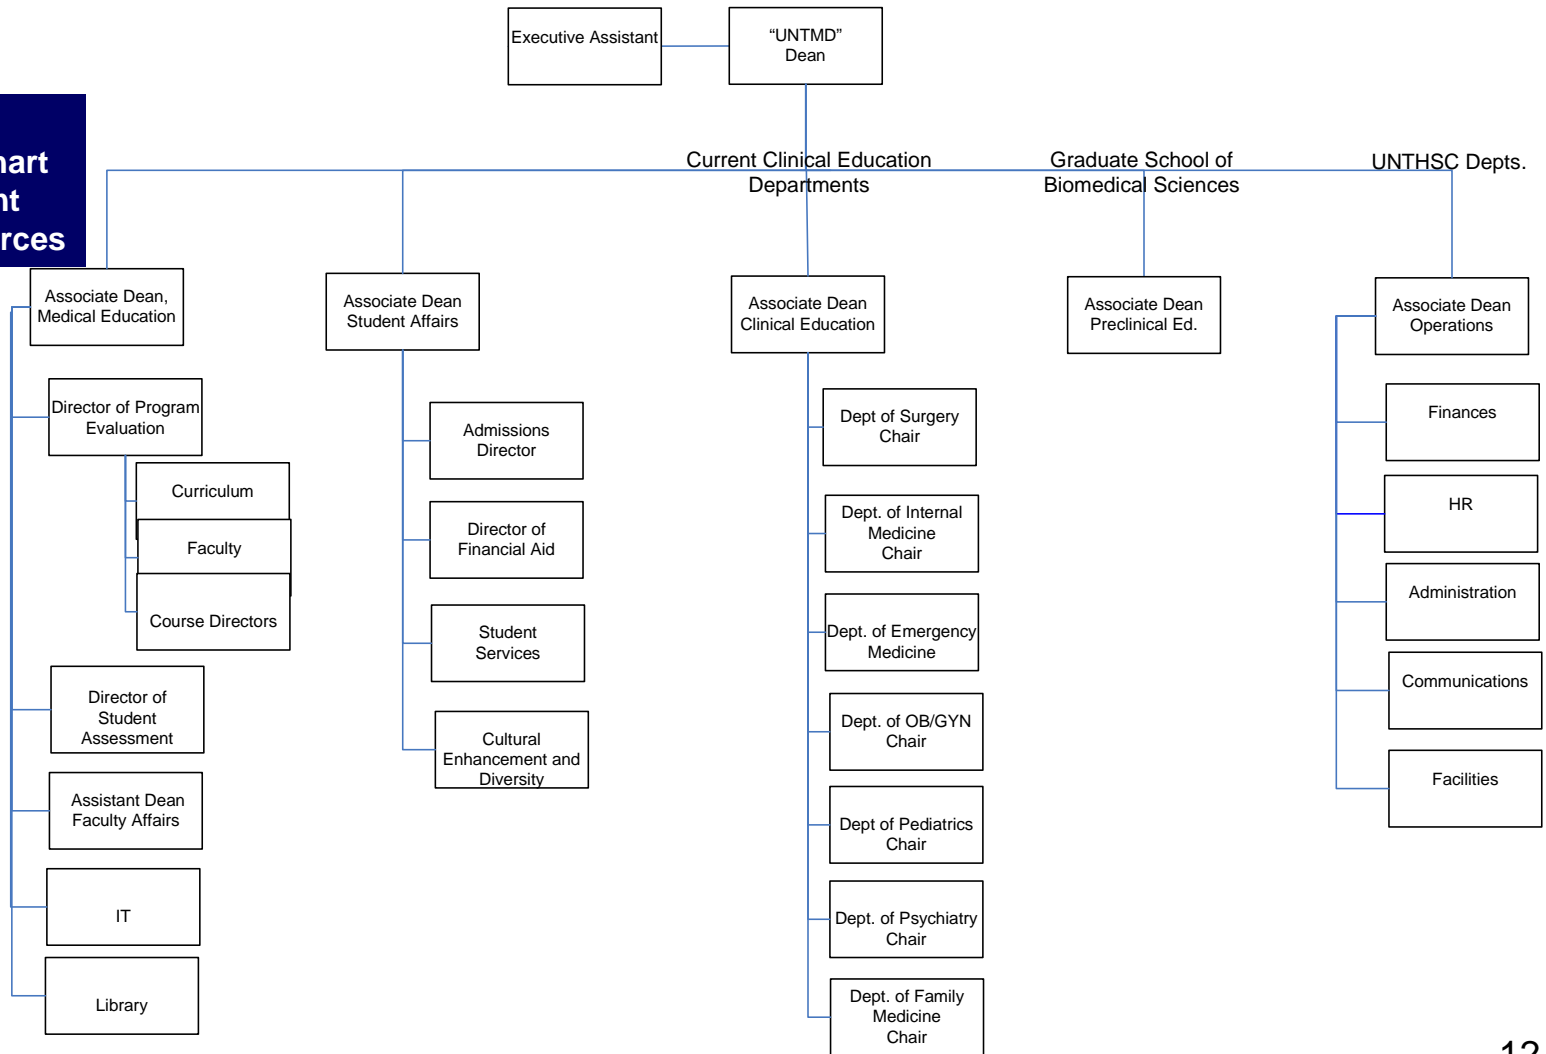 Executive Assistant
“UNTMD”
Dean
Current Clinical Education
Departments
Graduate School of
Biomedical Sciences
UNTHSC Depts.
Associate Dean,
Medical Education
Director of Program
Evaluation
Curriculum
Faculty
Course Directors
Director of
Student
Assessment
Assistant Dean
Faculty Affairs
IT
Library
Associate Dean
Student Affairs
Admissions
Director
Director of
Financial Aid
Student
Services
Cultural
Enhancement and
Diversity
Associate Dean
Clinical Education
Dept of Surgery
Chair
Dept. of Internal
Medicine
Chair
Dept. of Emergency
Medicine
Dept. of OB/GYN
Chair
Dept of Pediatrics
Chair
Dept. of Psychiatry
Chair
Dept. of Family
Medicine
Chair
Associate Dean
Preclinical Ed.
Associate Dean
Operations
Finances
HR
Administration
Communications
Facilities
12